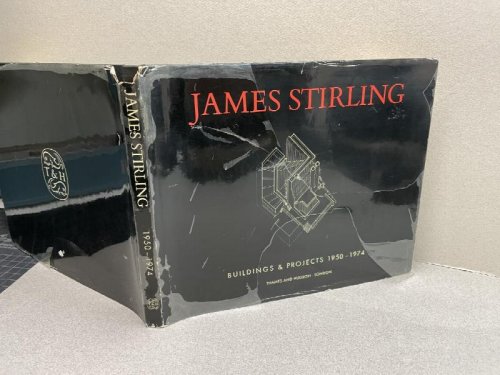 JAMES STIRLING
BUILDINGS & PROJECTS 1950-1974
THAMES AND HUDSON · LONDON
JAMES STIRLING
1950-1974